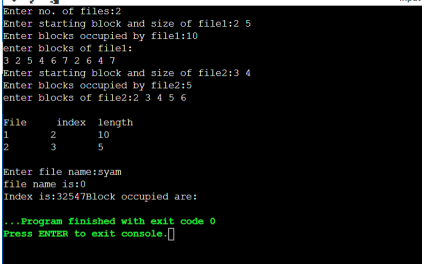 input
Enter no. of files:2
Enter starting block and size of file1:2 5
Enter blocks occupied by file1:10
enter blocks of file1:
3 2 5 4 6 7 2 6 4 7
Enter starting block and size of file2:3 4
Enter blocks occupied by file2:5
enter blocks of file2:2 3 4 5 6
File index length
1 2 10
2 3 5
Enter file name:syam
file name is:0
Index is:32547Block occupied are:
...Program finished with exit code 0
Press ENTER to exit console.